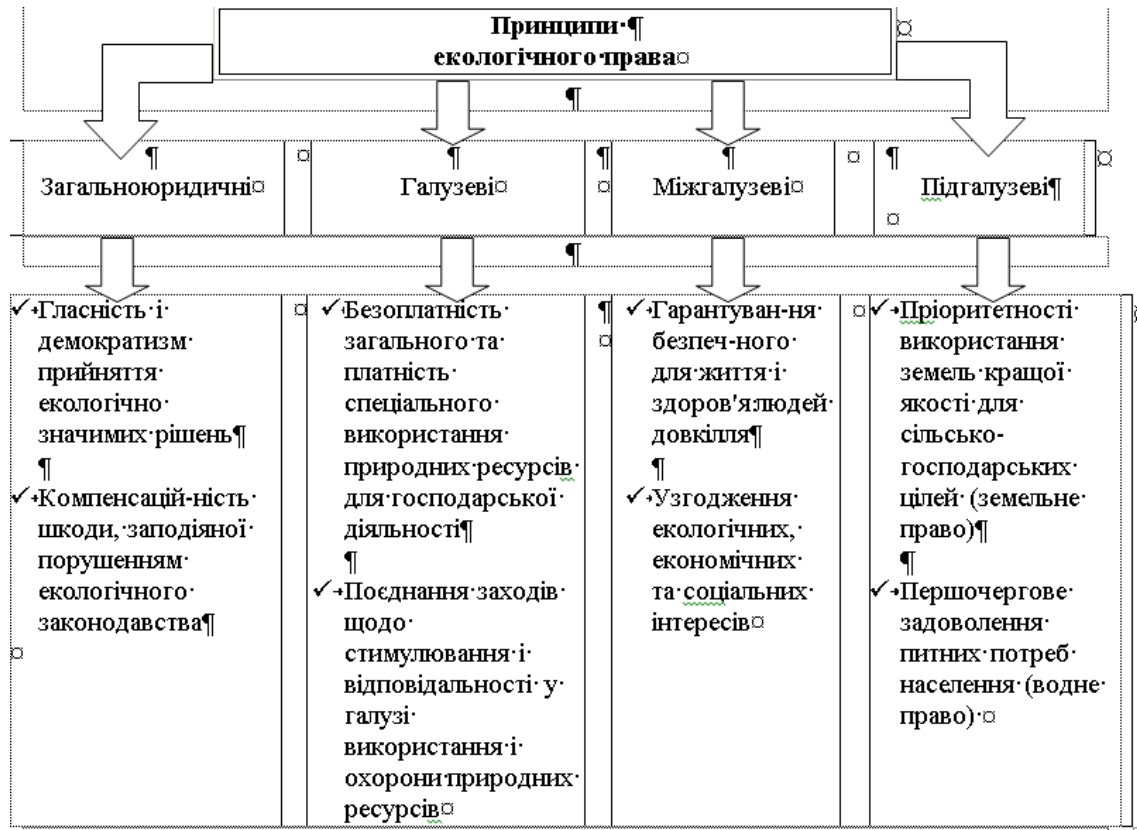 Принципи
екологічного права
Загальноюридичні
Галузеві
Міжгалузеві
Підгалузеві
Гласність і
демократизм
прийняття
екологічно
значимих рішень
Компенсацій-ність
шкоди, заподіяної
порушенням
екологічного
законодавства
Безоплатність
загального та
платність
спеціального
використання
природних ресурсів
для господарської
діяльності
Поєднання заходів
щодо
стимулювання і
відповідальності у
галузі
використання і
охорони природних
ресурсів
Гарантуван-ня
безпеч-ного
для життя і
здоров'я людей
довкілля
Узгодження
екологічних,
економічних
та соціальних
інтересів
Пріоритетності
використання
земель кращої
якості для
сільсько-
господарських
цілей (земельне
право)
Першочергове
задоволення
питних потреб
населення (водне
право)